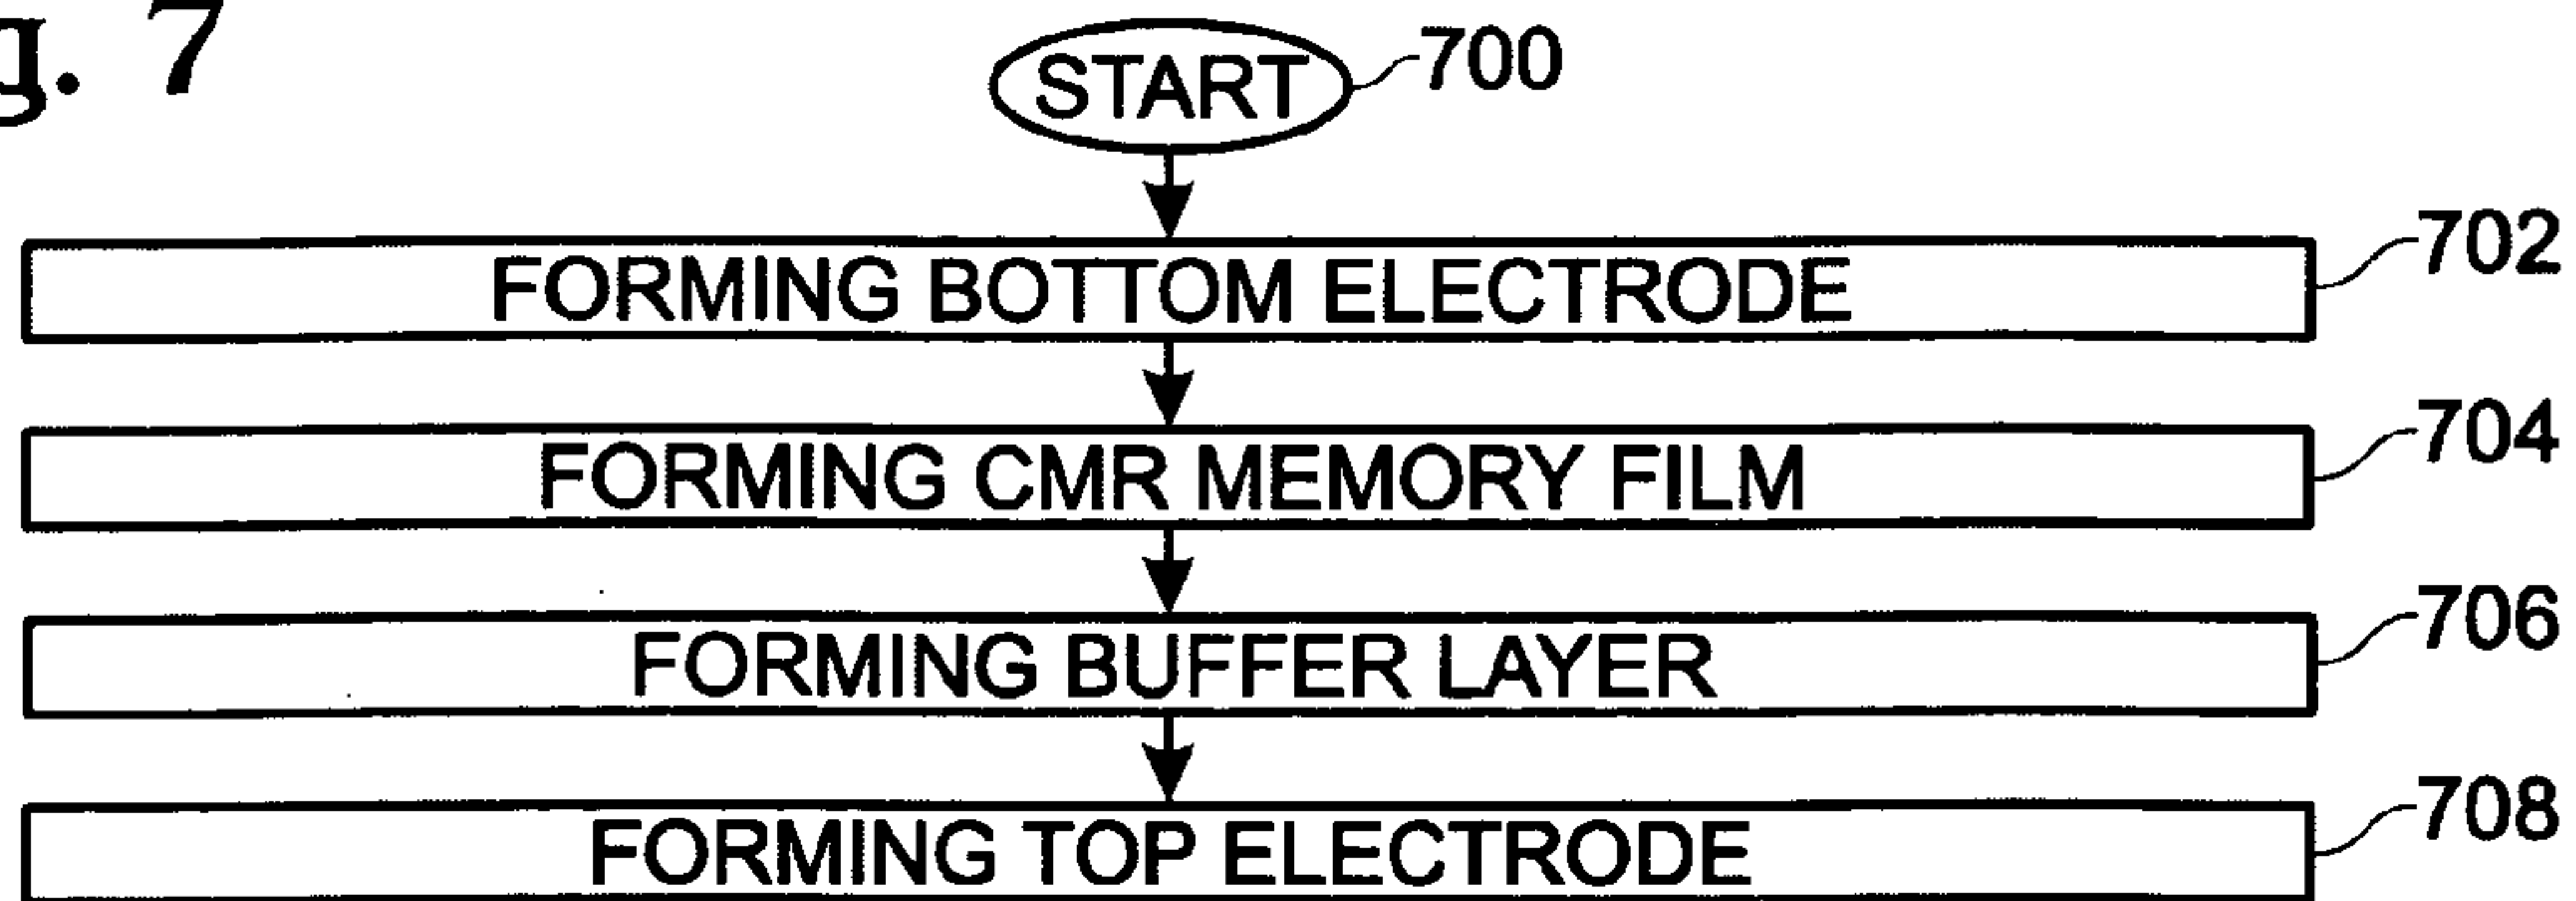 g. 7
START 700
FORMING BOTTOM ELECTRODE 702
FORMING CMR MEMORY FILM 704
FORMING BUFFER LAYER 706
FORMING TOP ELECTRODE 708